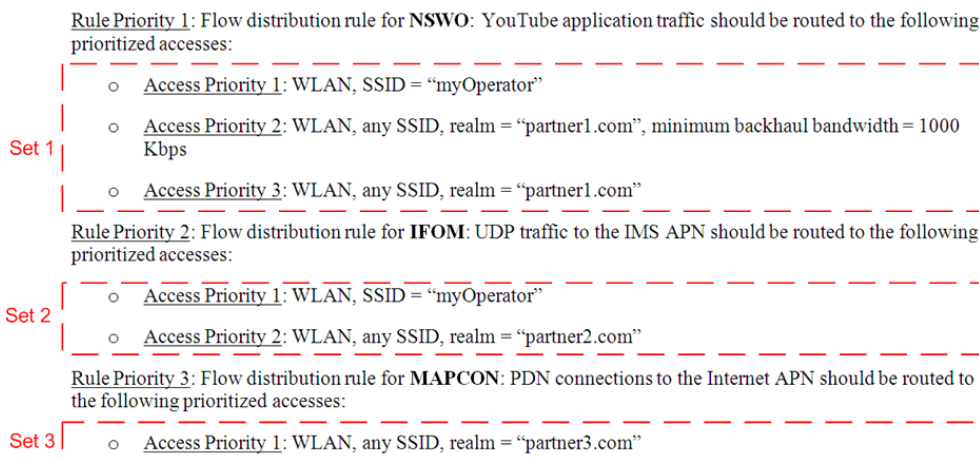 Rule Priority 1: Flow distribution rule for NSWO: YouTube application traffic should be routed to the following
prioritized accesses:
o Access Priority 1: WLAN, SSID = “myOperator”
o Access Priority 2: WLAN, any SSID, realm = “partner1.com”, minimum backhaul bandwidth = 1000
Set 1
Kbps
o Access Priority 3: WLAN, any SSID, realm = “partner1.com”
Rule Priority 2: Flow distribution rule for IFOM: UDP traffic to the IMS APN should be routed to the following
prioritized accesses:
o Access Priority 1: WLAN, SSID = “myOperator”
Set 2
o Access Priority 2: WLAN, any SSID, realm = “partner2.com”
Rule Priority 3: Flow distribution rule for MAPCON: PDN connections to the Internet APN should be routed to
the following prioritized accesses:
Set 3
o Access Priority 1: WLAN, any SSID, realm = “partner3.com”